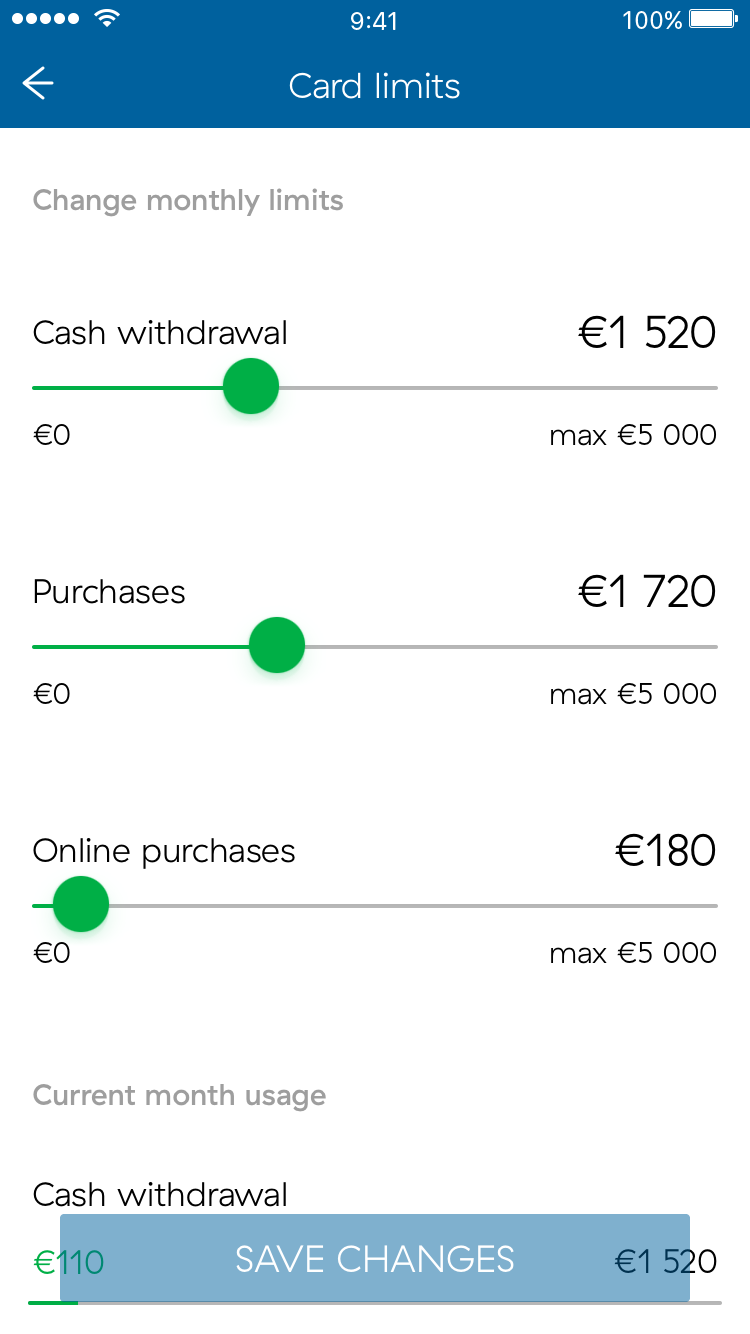 9:41 100%
Card limits
Change monthly limits
Cash withdrawal €1 520
€0 max €5 000
Purchases €1 720
€0 max €5 000
Online purchases €180
€0 max €5 000
Current month usage
Cash withdrawal
€110 SAVE CHANGES €1 520